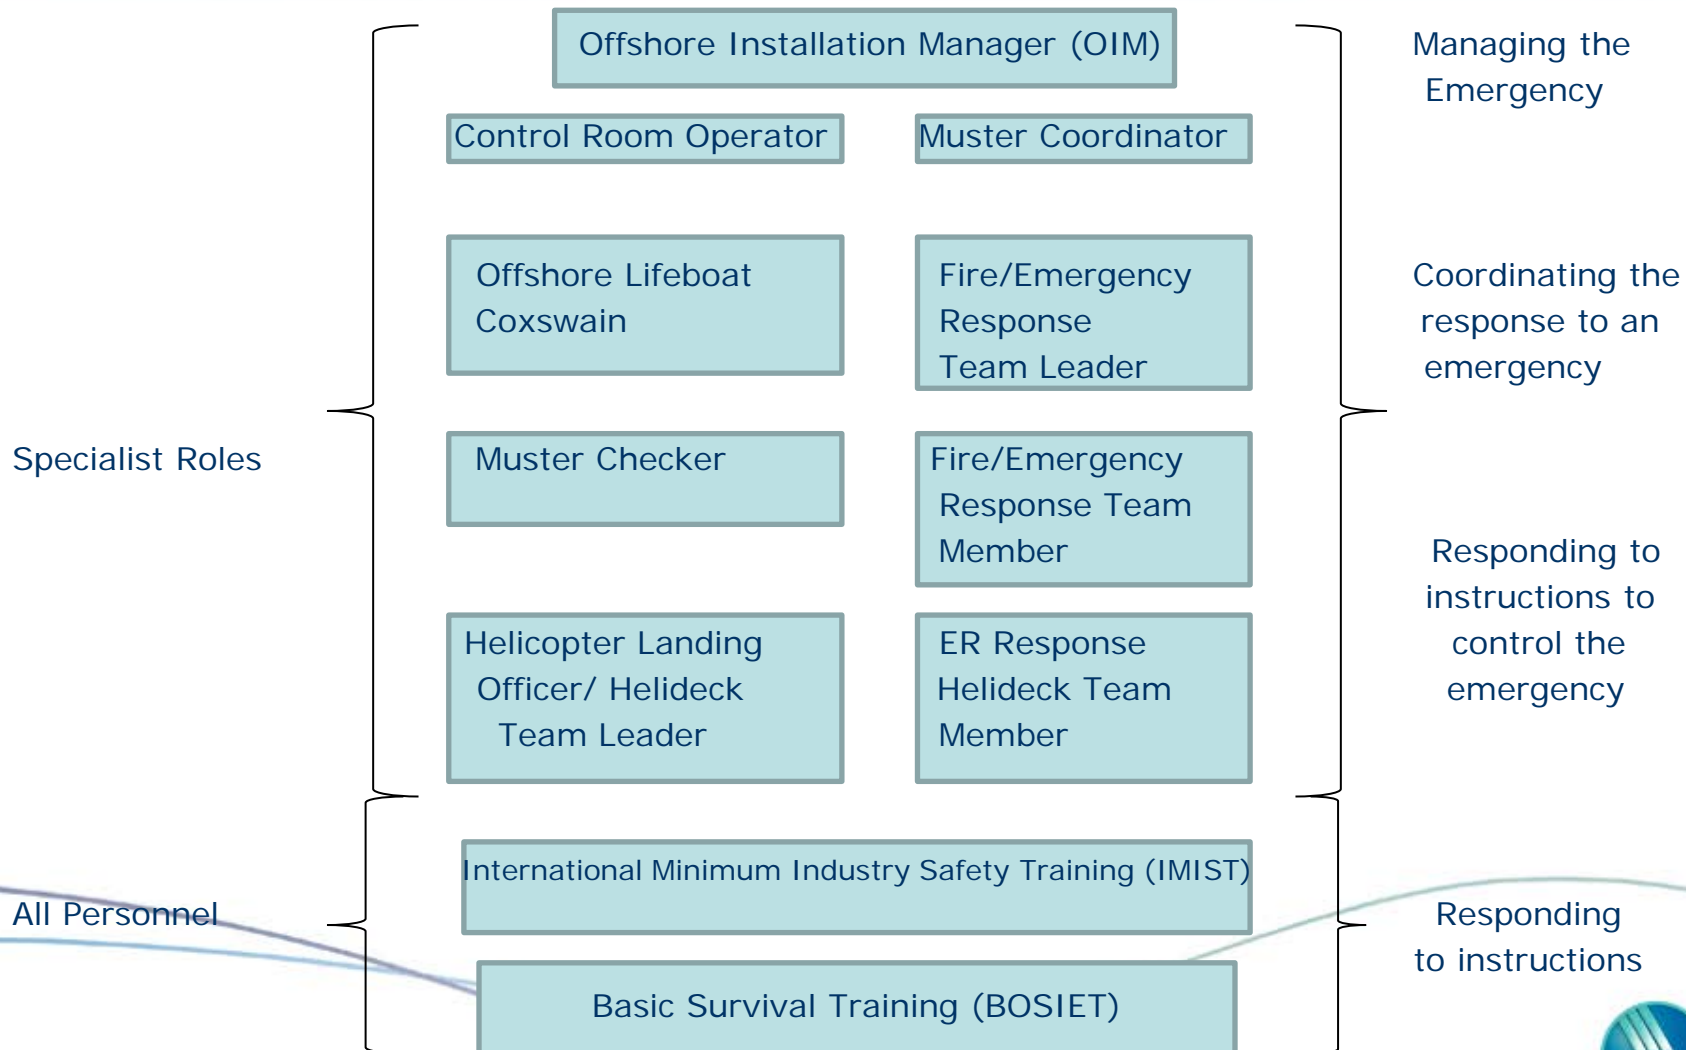 Offshore Installation Manager (OIM)
Managing the
Emergency
Control Room Operator
Muster Coordinator
Offshore Lifeboat
Coxswain
Fire/Emergency
Response
Team Leader
Coordinating the
response to an
emergency
Specialist Roles
Muster Checker
Fire/Emergency
Response Team
Member
Responding to
instructions to
control the
emergency
Helicopter Landing
Officer/ Helideck
Team Leader
ER Response
Helideck Team
Member
International Minimum Industry Safety Training (IMIST)
All Personnel
Responding
to instructions
Basic Survival Training (BOSIET)